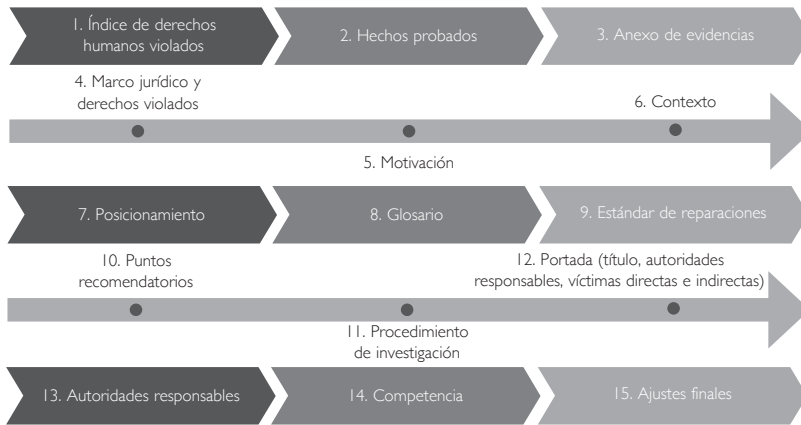 1. Índice de derechos
humanos violados
2. Hechos probados
3. Anexo de evidencias
4. Marco jurídico y
derechos violados
5. Motivación
6. Contexto
7. Posicionamiento
8. Glosario
9. Estándar de reparaciones
10. Puntos
recomendatorios
11. Procedimiento
de investigación
12. Portada (título, autoridades
responsables, víctimas directas e indirectas)
13. Autoridades responsables
14. Competencia
15. Ajustes finales